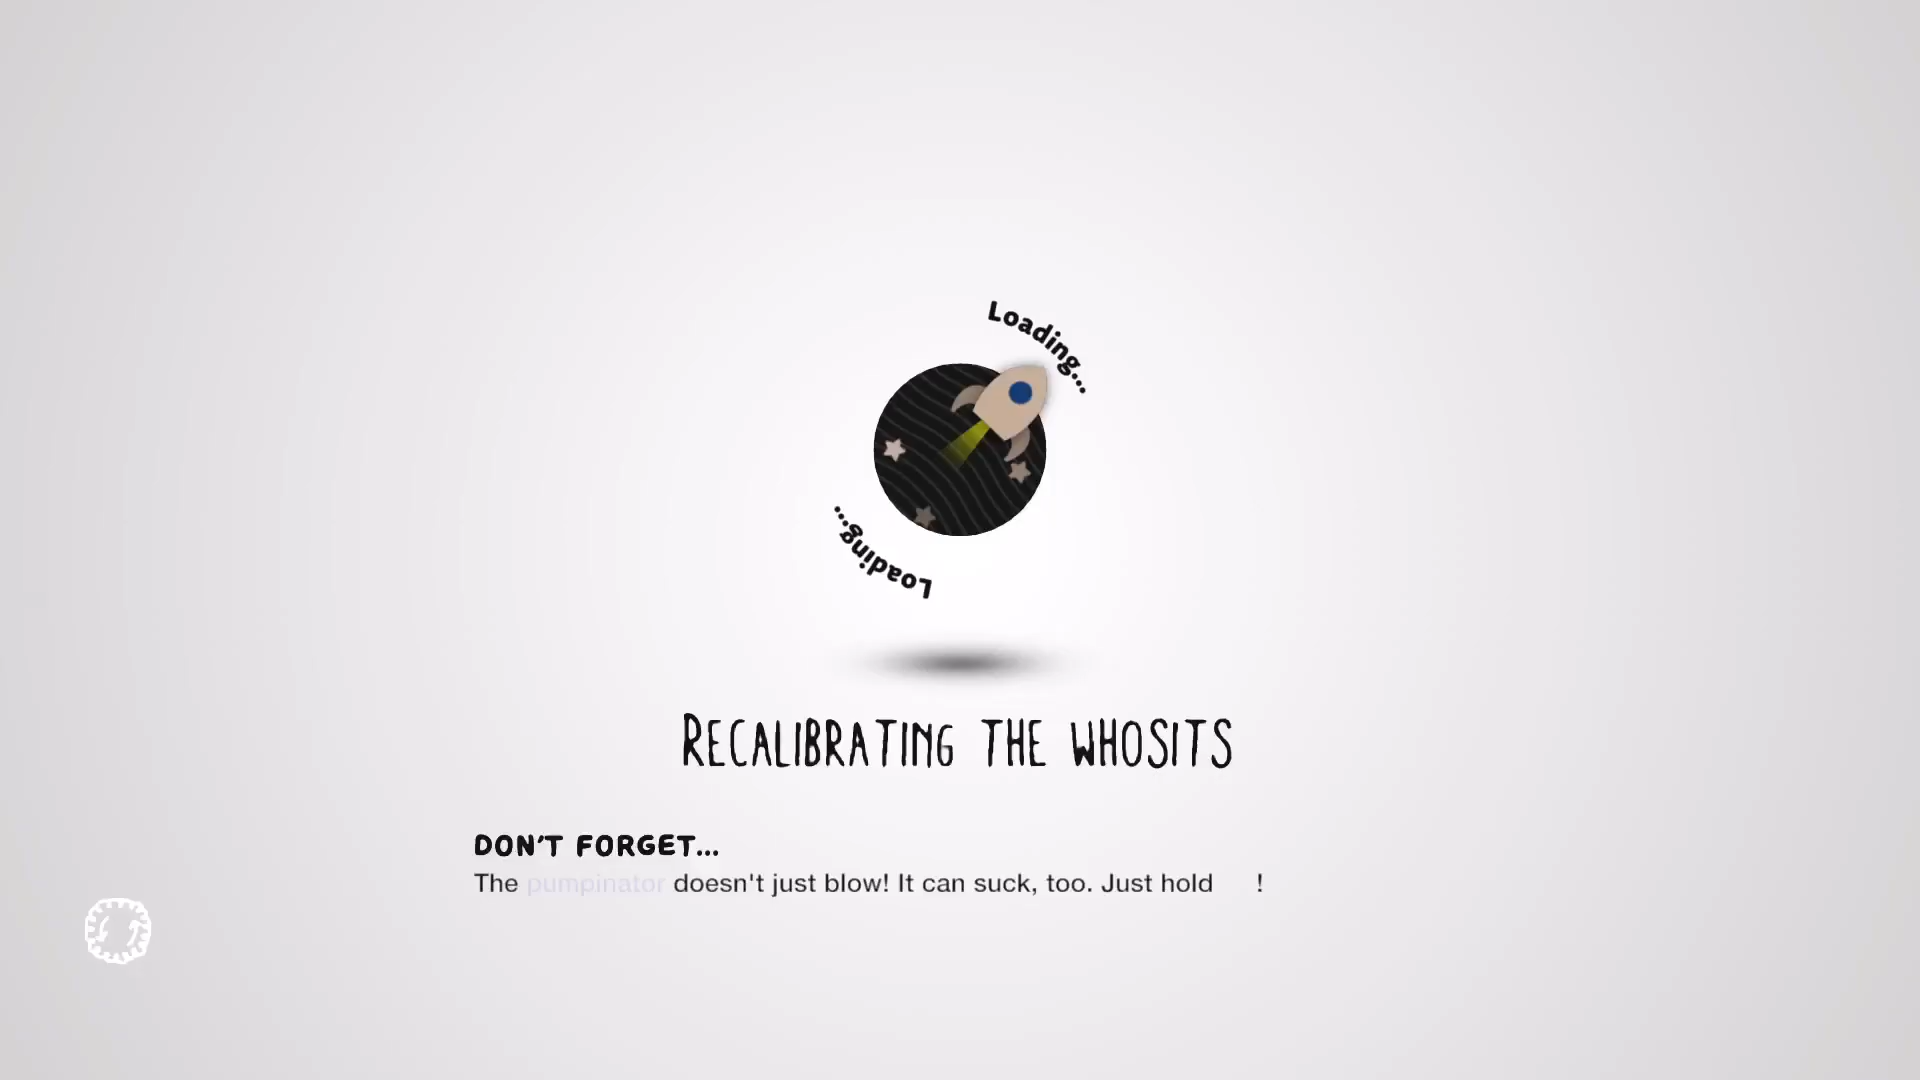 Loading...
Loading...
RECALIBRATING THE WHOSITS
DON'T FORGET...
The pumpinator doesn't just blow! It can suck, too. Just hold !